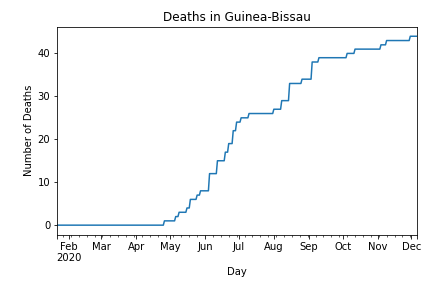 Deaths in Guinea-Bissau
Number of Deaths
40
30
20
10
0
Feb Mar Apr May Jun Jul Aug Sep Oct Nov Dec
2020
Day